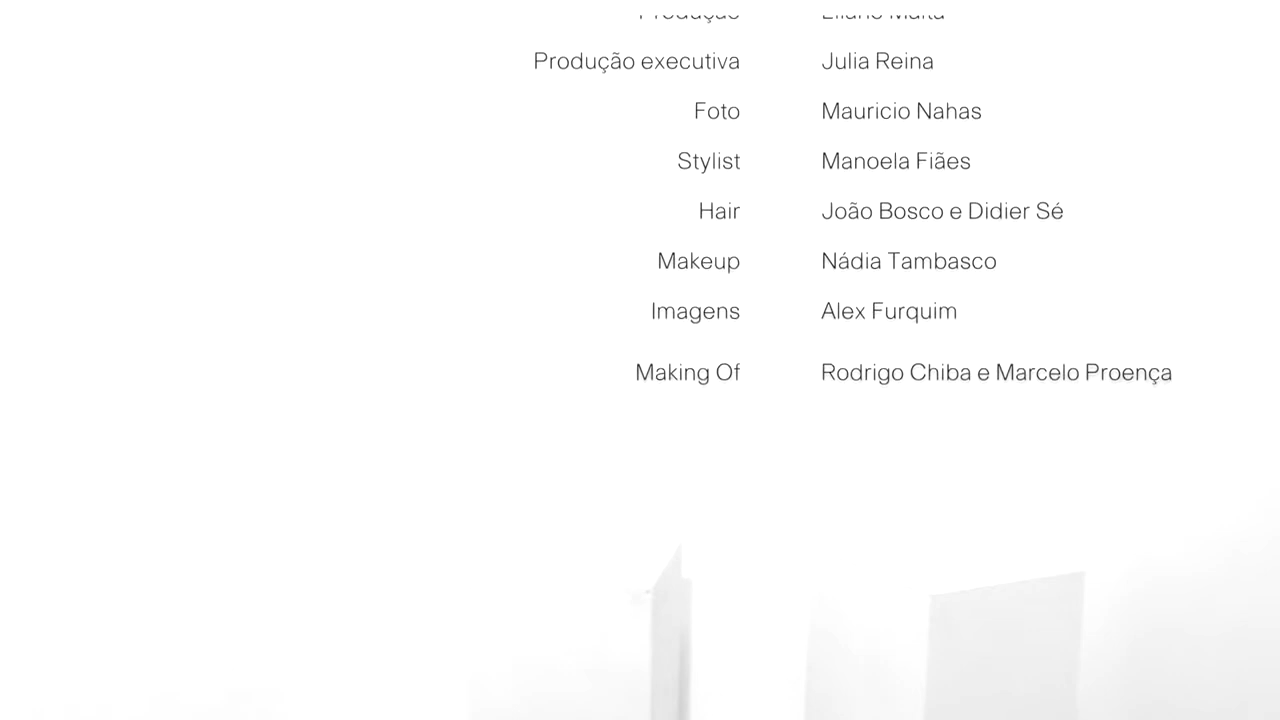 Produção executiva Julia Reina
Foto Mauricio Nahas
Stylist Manoela Fiães
Hair João Bosco e Didier Sé
Makeup Nádia Tambasco
Imagens Alex Furquim
Making Of Rodrigo Chiba e Marcelo Proença